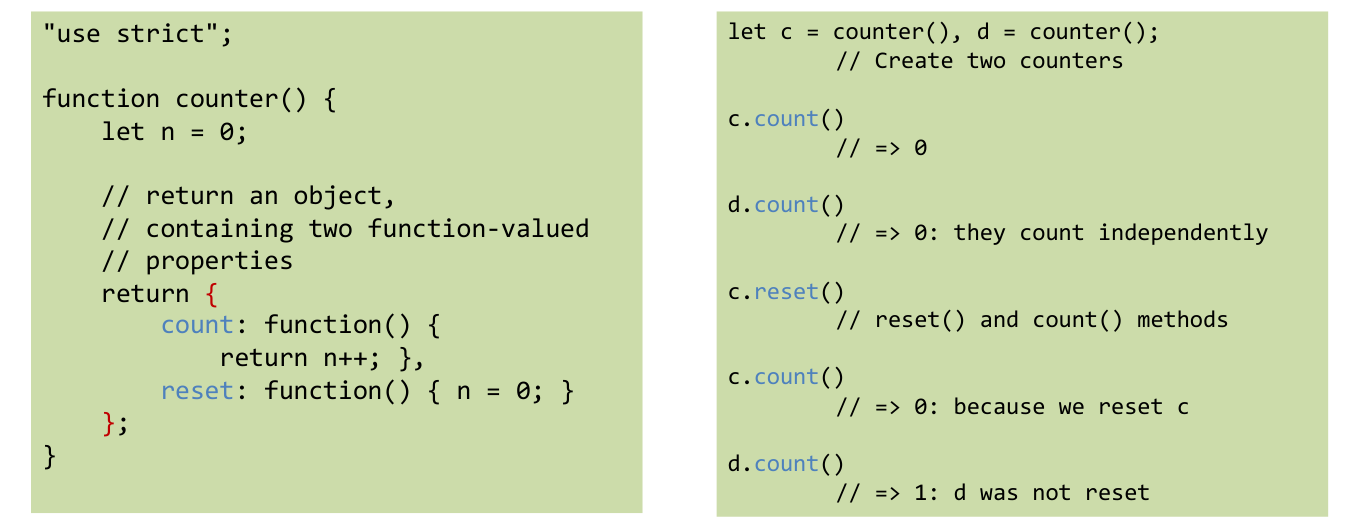 "use strict";
function counter() {
let n = 0;
// return an object,
// containing two function-valued
// properties
return {
count: function() {
return n++; },
reset: function() { n = 0; }
};
}
let c = counter(), d = counter();
// Create two counters
c.count()
// => 0
d.count()
// => 0: they count independently
c.reset()
// reset() and count() methods
c.count()
// => 0: because we reset c
d.count()
// => 1: d was not reset